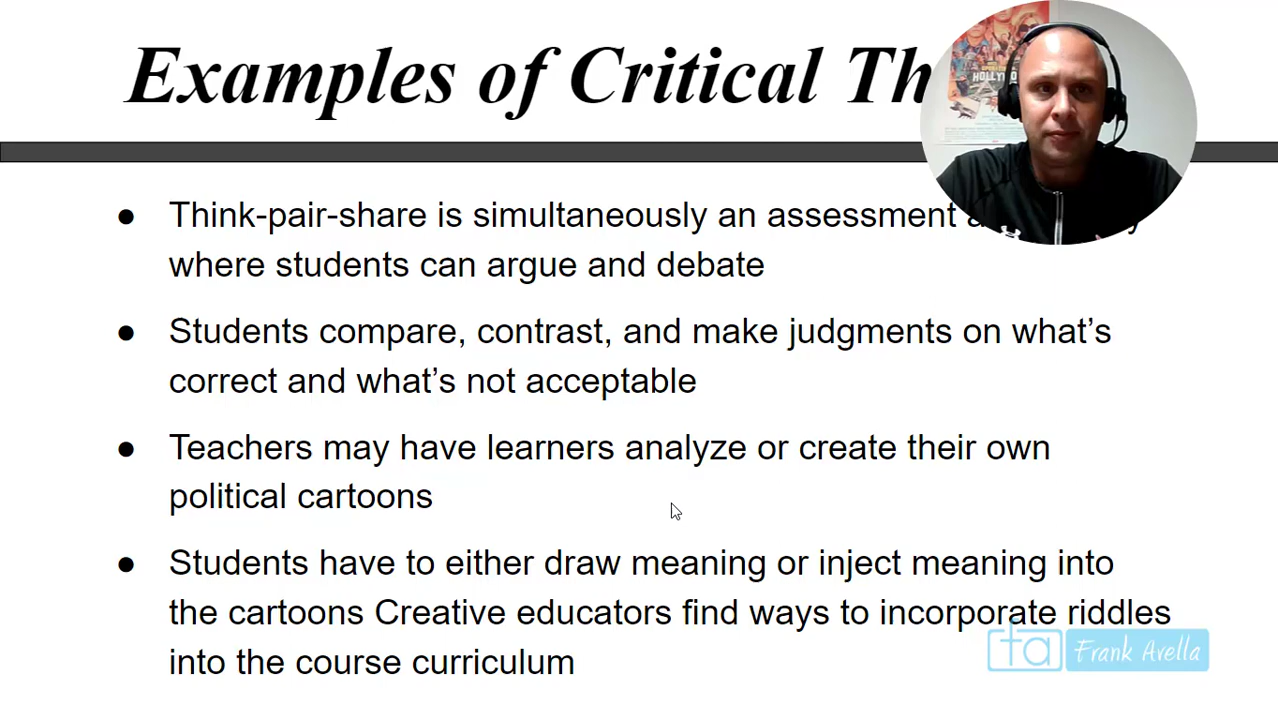 Examples of Critical Th
HOLLYWO
● Think-pair-share is simultaneously an assessment a
where students can argue and debate
● Students compare, contrast, and make judgments on what's
correct and what's not acceptable
● Teachers may have learners analyze or create their own
political cartoons
● Students have to either draw meaning or inject meaning into
the cartoons Creative educators find ways to incorporate riddles
into the course curriculum
fa Frank Avella